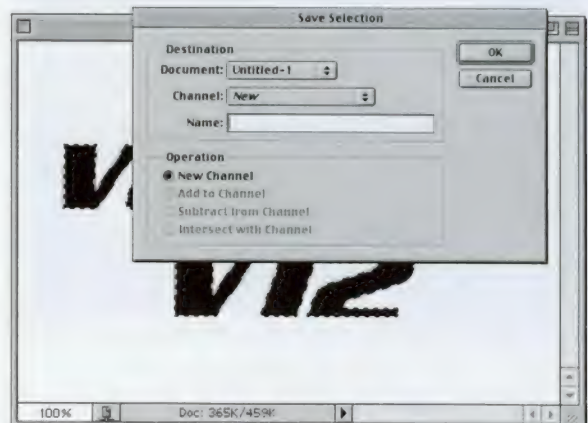 Save Selection
Destination
Document: Untitled-1
Channel: New
Name:
OK
Cancel
Operation
New Channel
Add to Channel
Subtract from Channel
Intersect with Channel
100%
Doc: 365K/459K